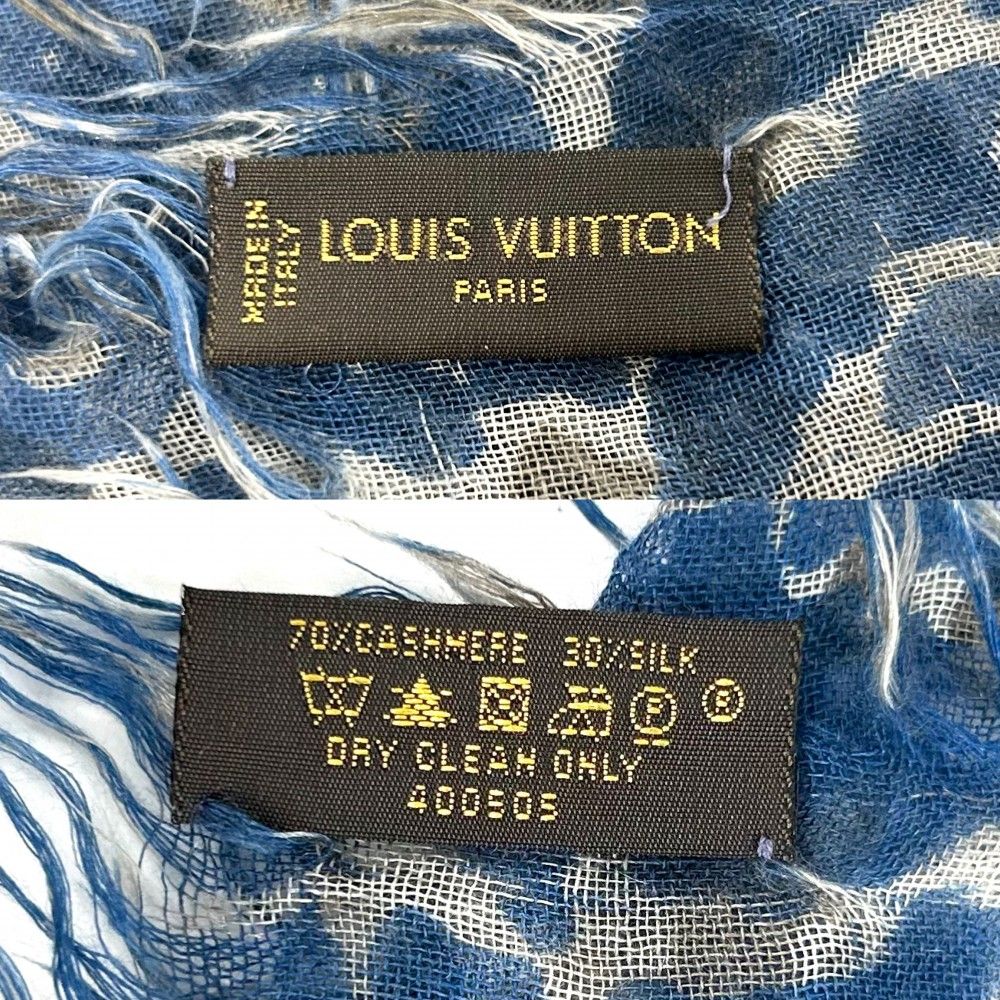 MADE IN
ITALY
LOUIS VUITTON
PARIS
70%CASHMERE 30%SILK
DRY CLEAN ONLY
400505